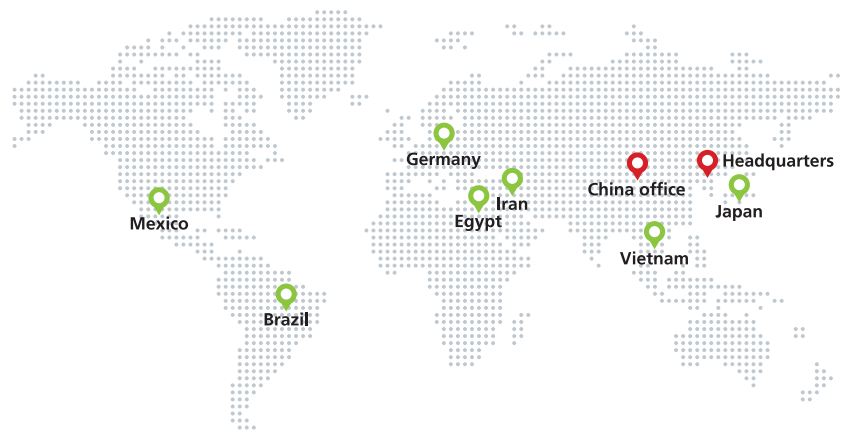 Germany
Headquarters
China office
Iran
Japan
Mexico
Egypt
Vietnam
Brazil